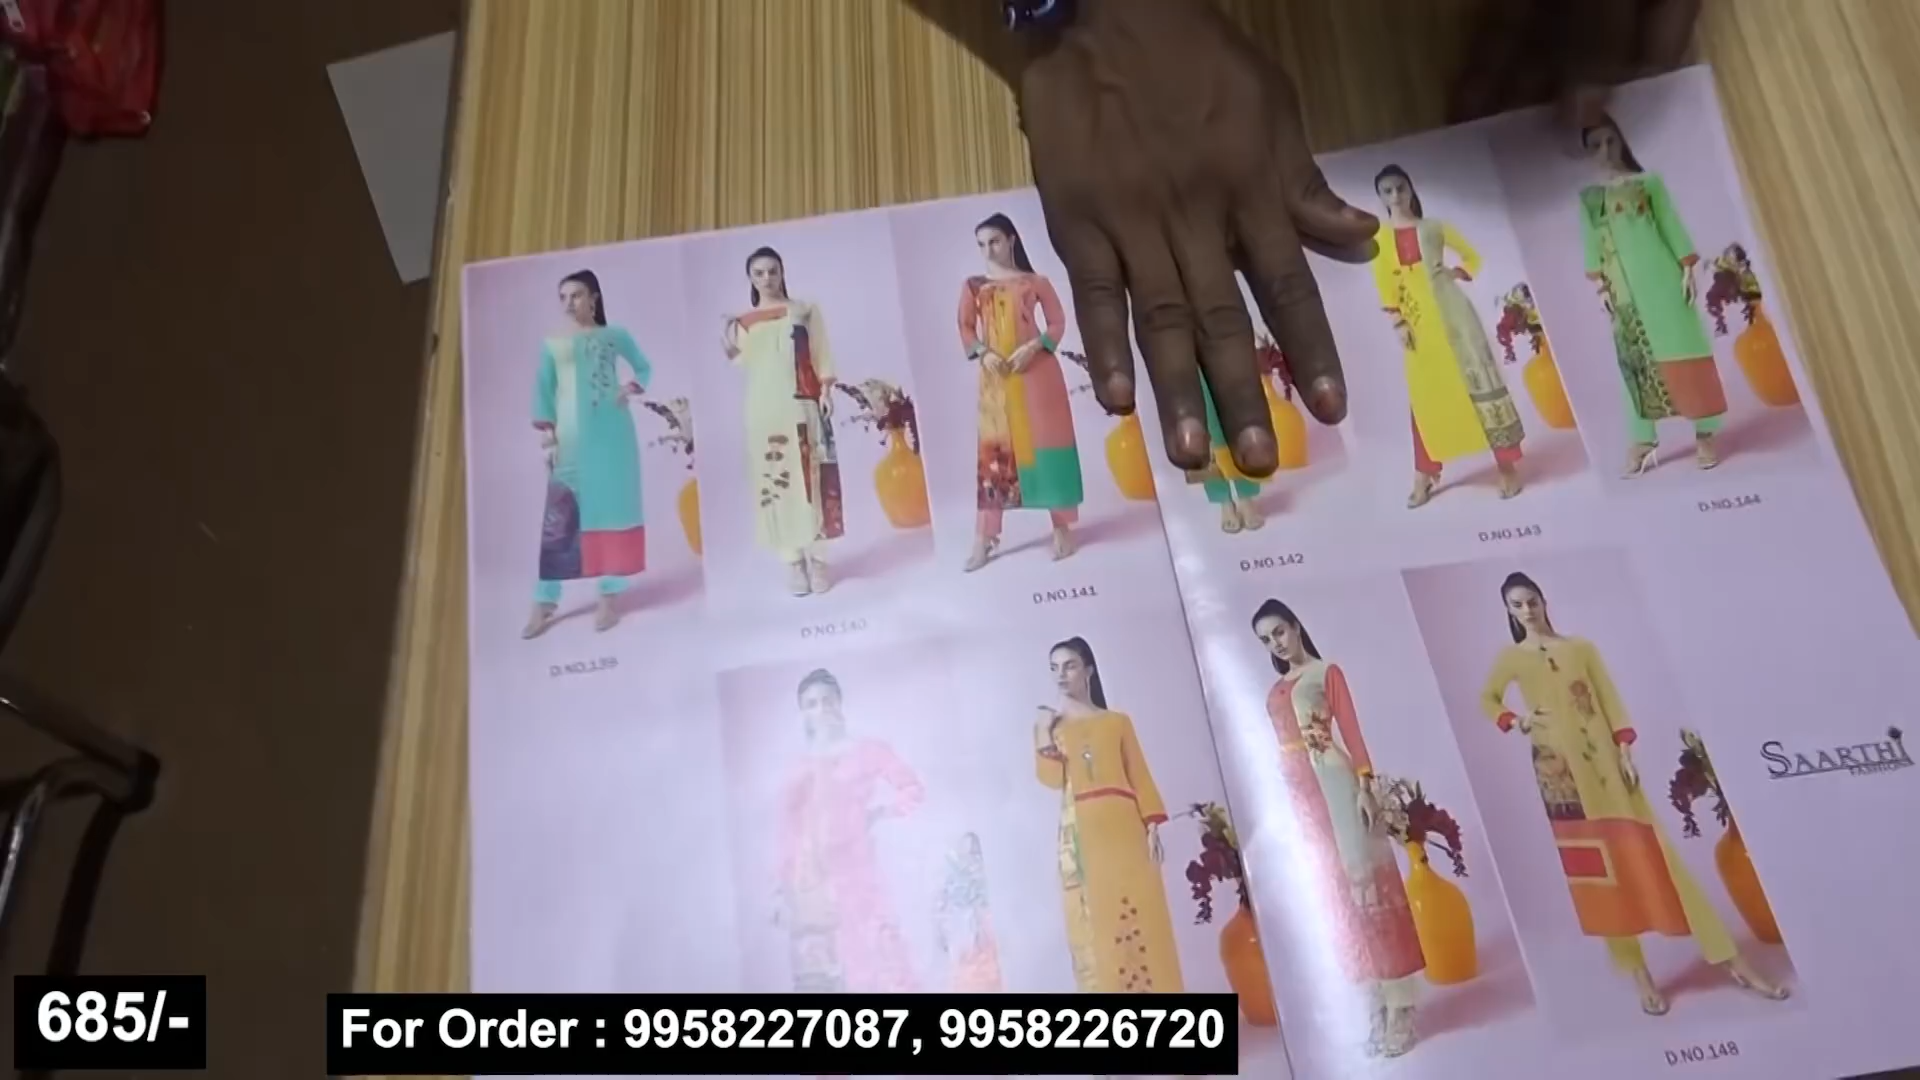 D.NO.139
D.NO.140
D.NO.141
D.NO.142
D.NO.143
D.NO.144
SAARTHI
FASHION
D.NO.148
685/-
For Order : 9958227087, 9958226720